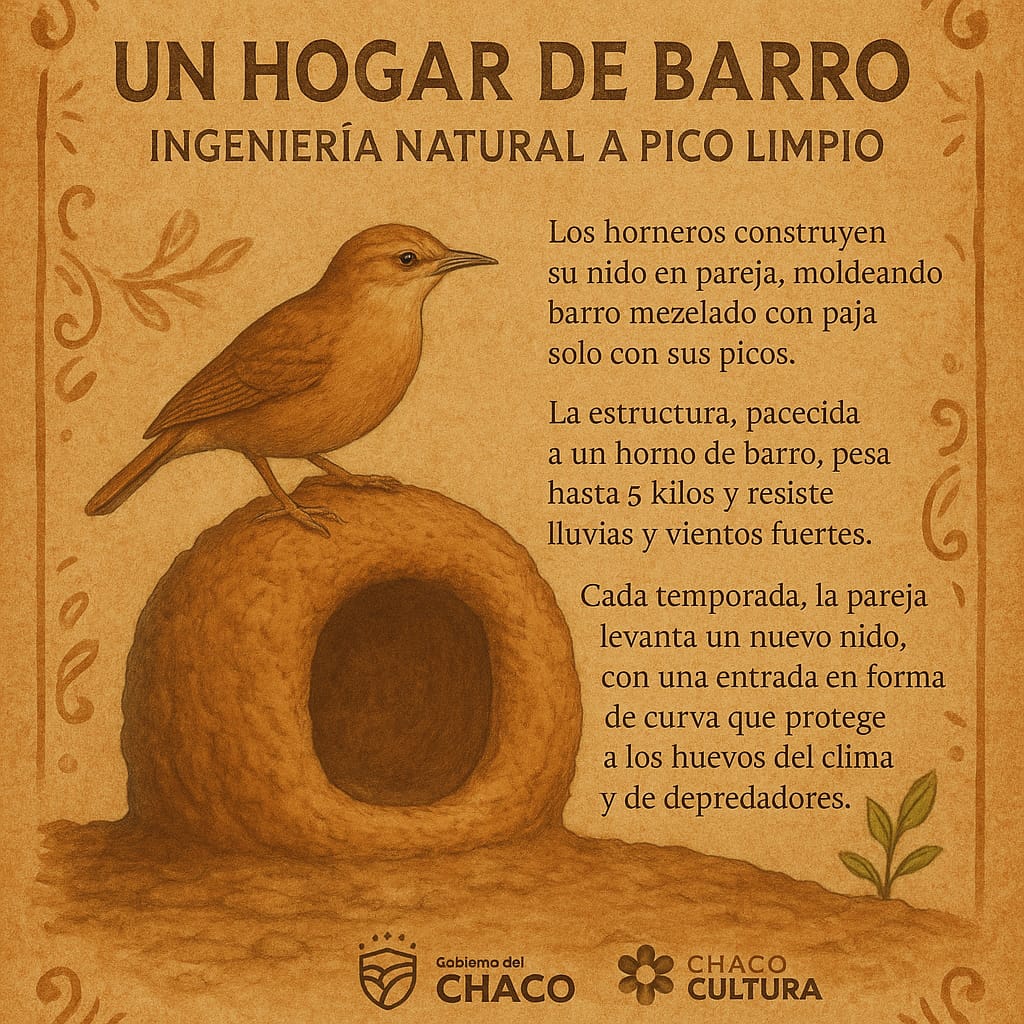 UN HOGAR DE BARRO
INGENIERÍA NATURAL A PICO LIMPIO
Los horneros construyen
su nido en pareja, moldeando
barro mezelado con paja
solo con sus picos.
La estructura, pacecida
a un horno de barro, pesa
hasta 5 kilos y resiste
lluvias y vientos fuertes.
Cada temporada, la pareja
levanta un nuevo nido,
con una entrada en forma
de curva que protege
a los huevos del clima
y de depredadores.
Gobierno del
CHACO
CHACO
CULTURA